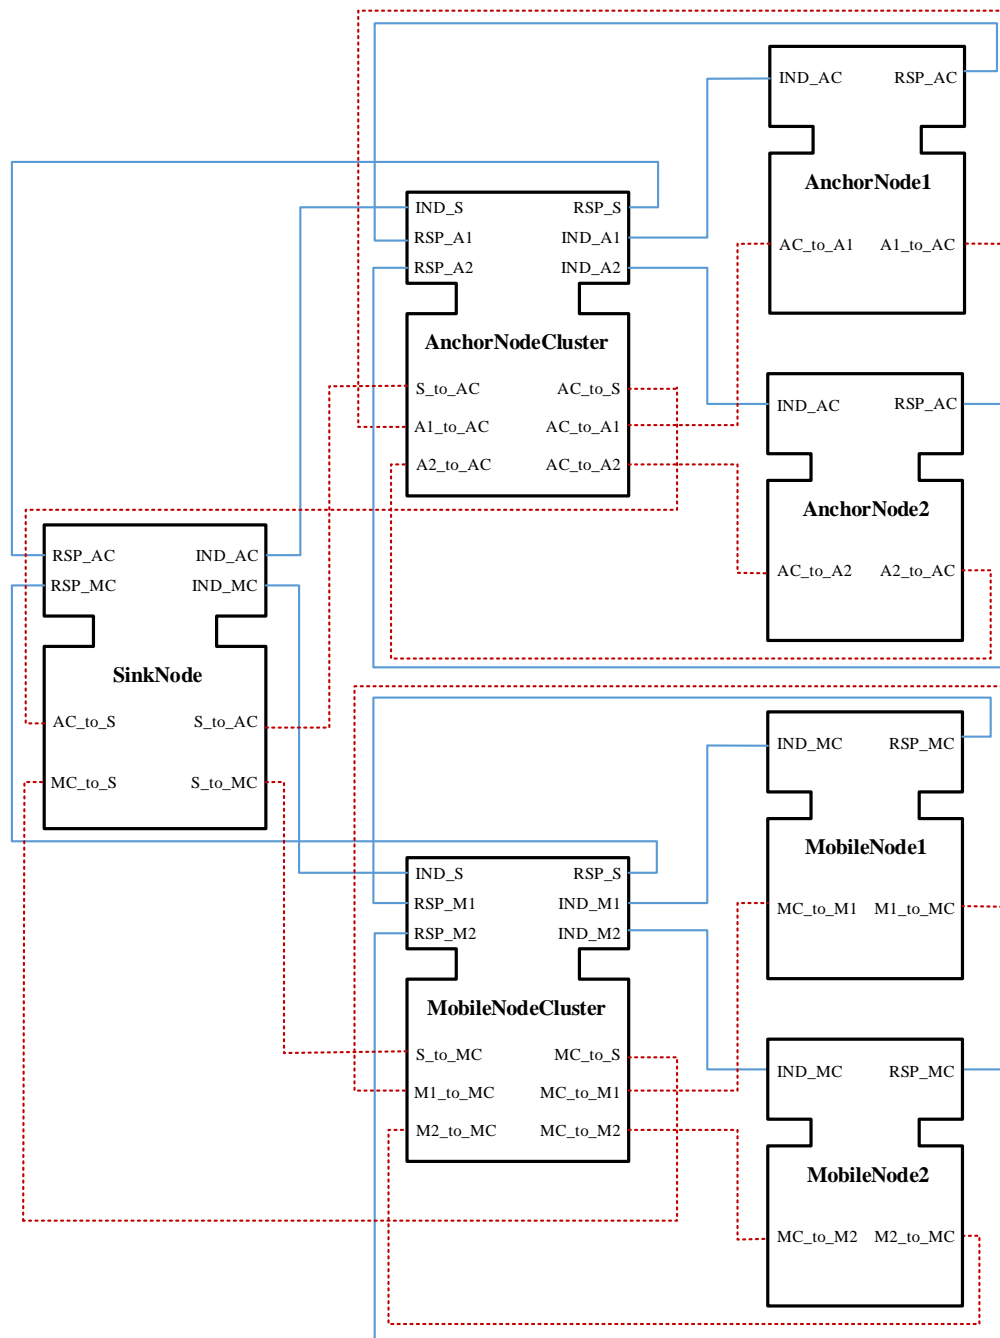 IND_AC RSP_AC
AnchorNode1
AC_to_A1 A1_to_AC
IND_S RSP_S
RSP_A1 IND_A1
RSP_A2 IND_A2
AnchorNodeCluster
S_to_AC AC_to_S
A1_to_AC AC_to_A1
A2_to_AC AC_to_A2
IND_AC RSP_AC
AnchorNode2
AC_to_A2 A2_to_AC
RSP_AC IND_AC
RSP_MC IND_MC
SinkNode
AC_to_S S_to_AC
MC_to_S S_to_MC
IND_MC RSP_MC
MobileNode1
MC_to_M1 M1_to_MC
IND_S RSP_S
RSP_M1 IND_M1
RSP_M2 IND_M2
MobileNodeCluster
S_to_MC MC_to_S
M1_to_MC MC_to_M1
M2_to_MC MC_to_M2
IND_MC RSP_MC
MobileNode2
MC_to_M2 M2_to_MC